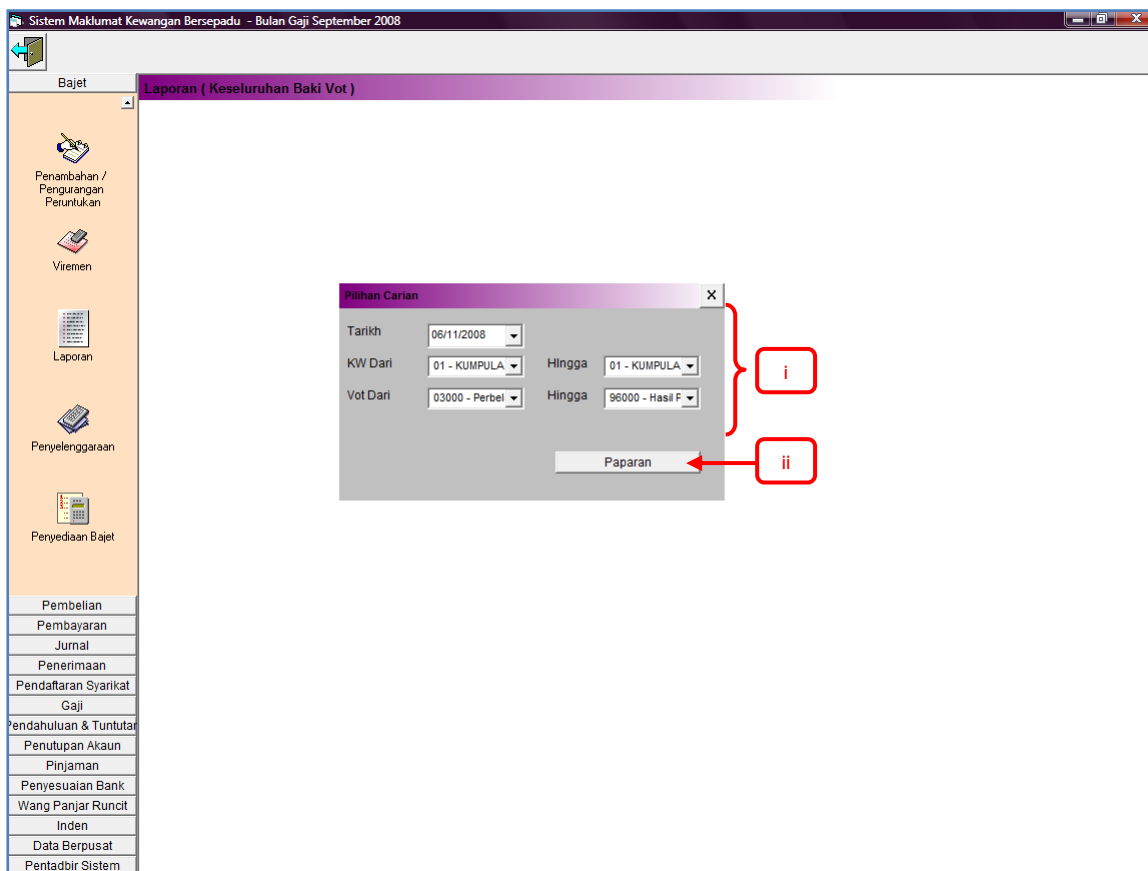 Sistem Maklumat Kewangan Bersepadu - Bulan Gaji September 2008
Bajet
Laporan ( Keseluruhan Baki Vot )
Penambahan /
Pengurangan
Peruntukan
Viremen
Laporan
Penyelenggaraan
Penyediaan Bajet
Pilihan Carian
X
Tarikh
06/11/2008
KW Dari
01 - KUMPULA
HIngga
01 - KUMPULA
Vot Dari
03000 - Perbel
Hingga
96000 - Hasil P
Paparan
i
ii
Pembelian
Pembayaran
Jurnal
Penerimaan
Pendaftaran Syarikat
Gaji
Pendahuluan & Tuntutan
Penutupan Akaun
Pinjaman
Penyesuaian Bank
Wang Panjar Runcit
Inden
Data Berpusat
Pentadbir Sistem